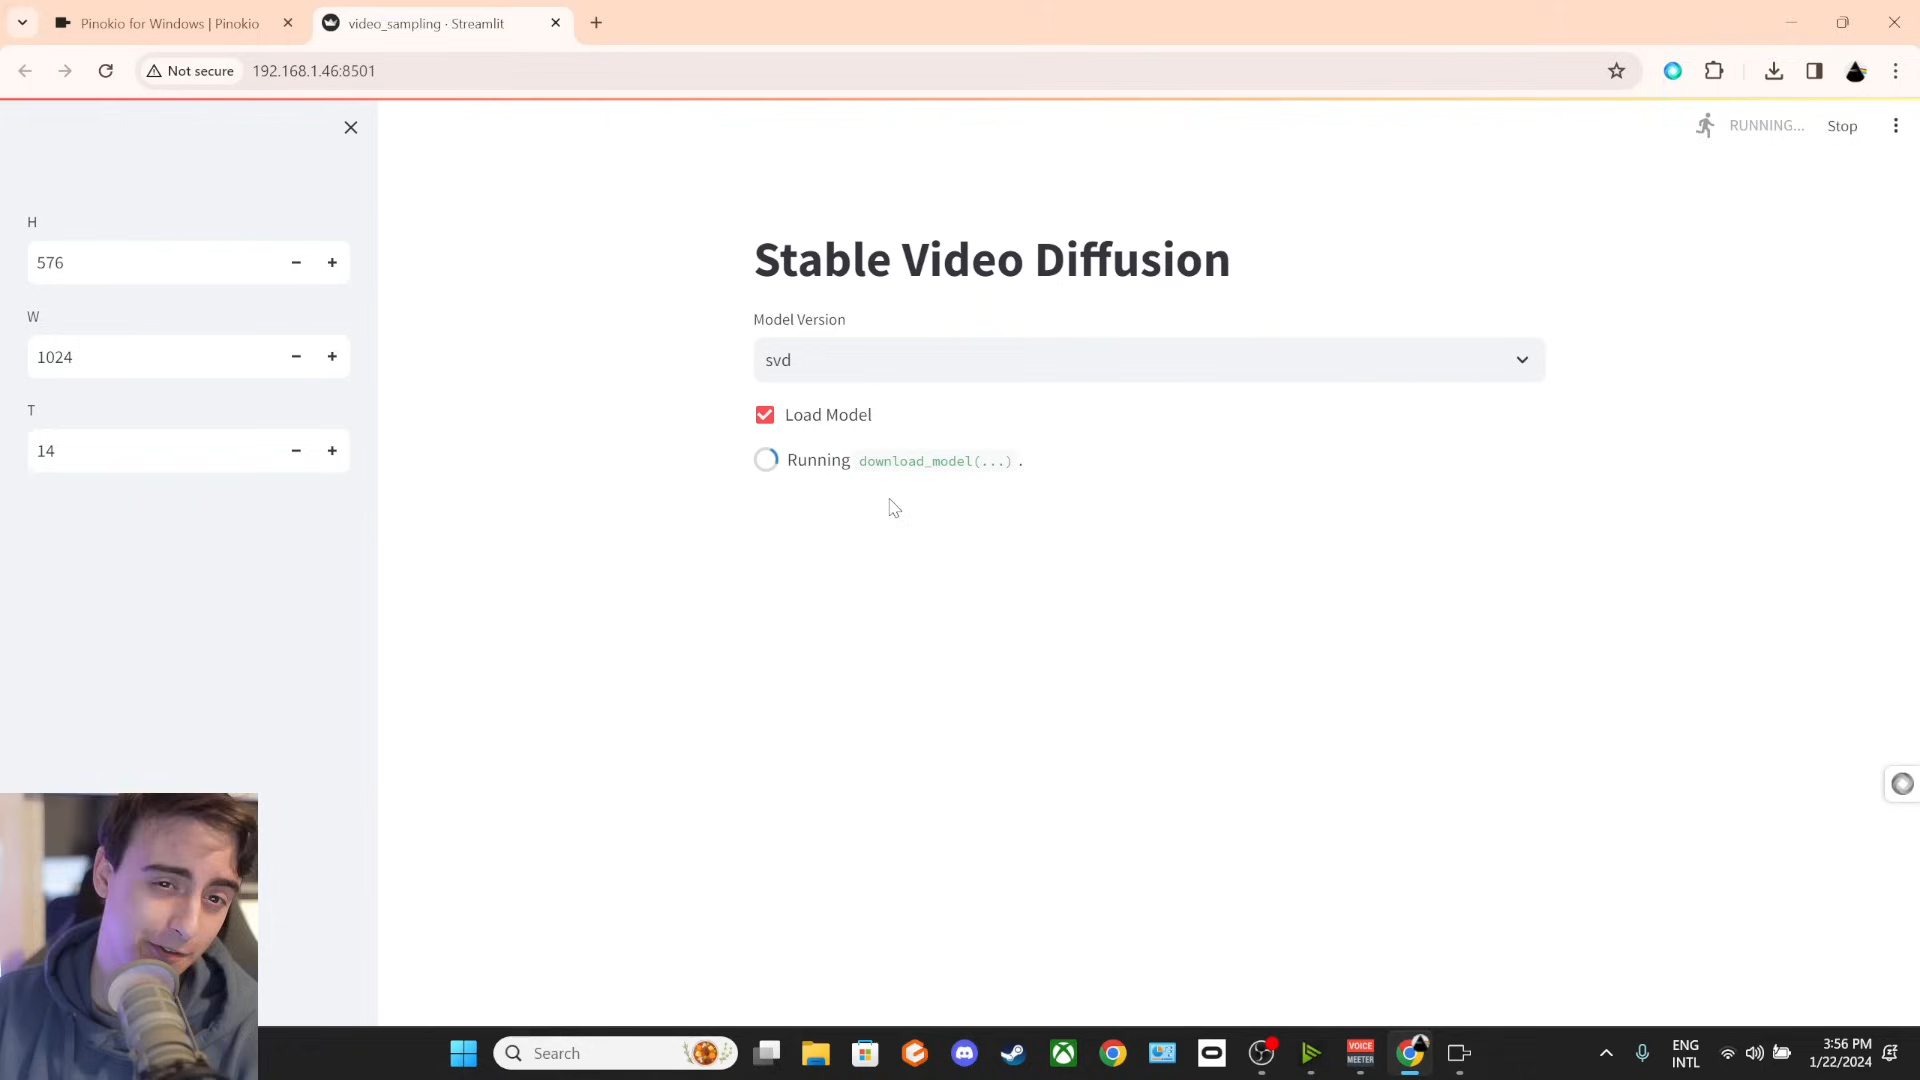 Pinokio for Windows | Pinokio
video_sampling · Streamlit
Not secure
192.168.1.46:8501
RUNNING...
Stop
H
576
W
1024
T
14
Stable Video Diffusion
Model Version
svd
Load Model
Running download_model(...) .
Search
VOICE
MEETER
ENG
INTL
3:56 PM
1/22/2024